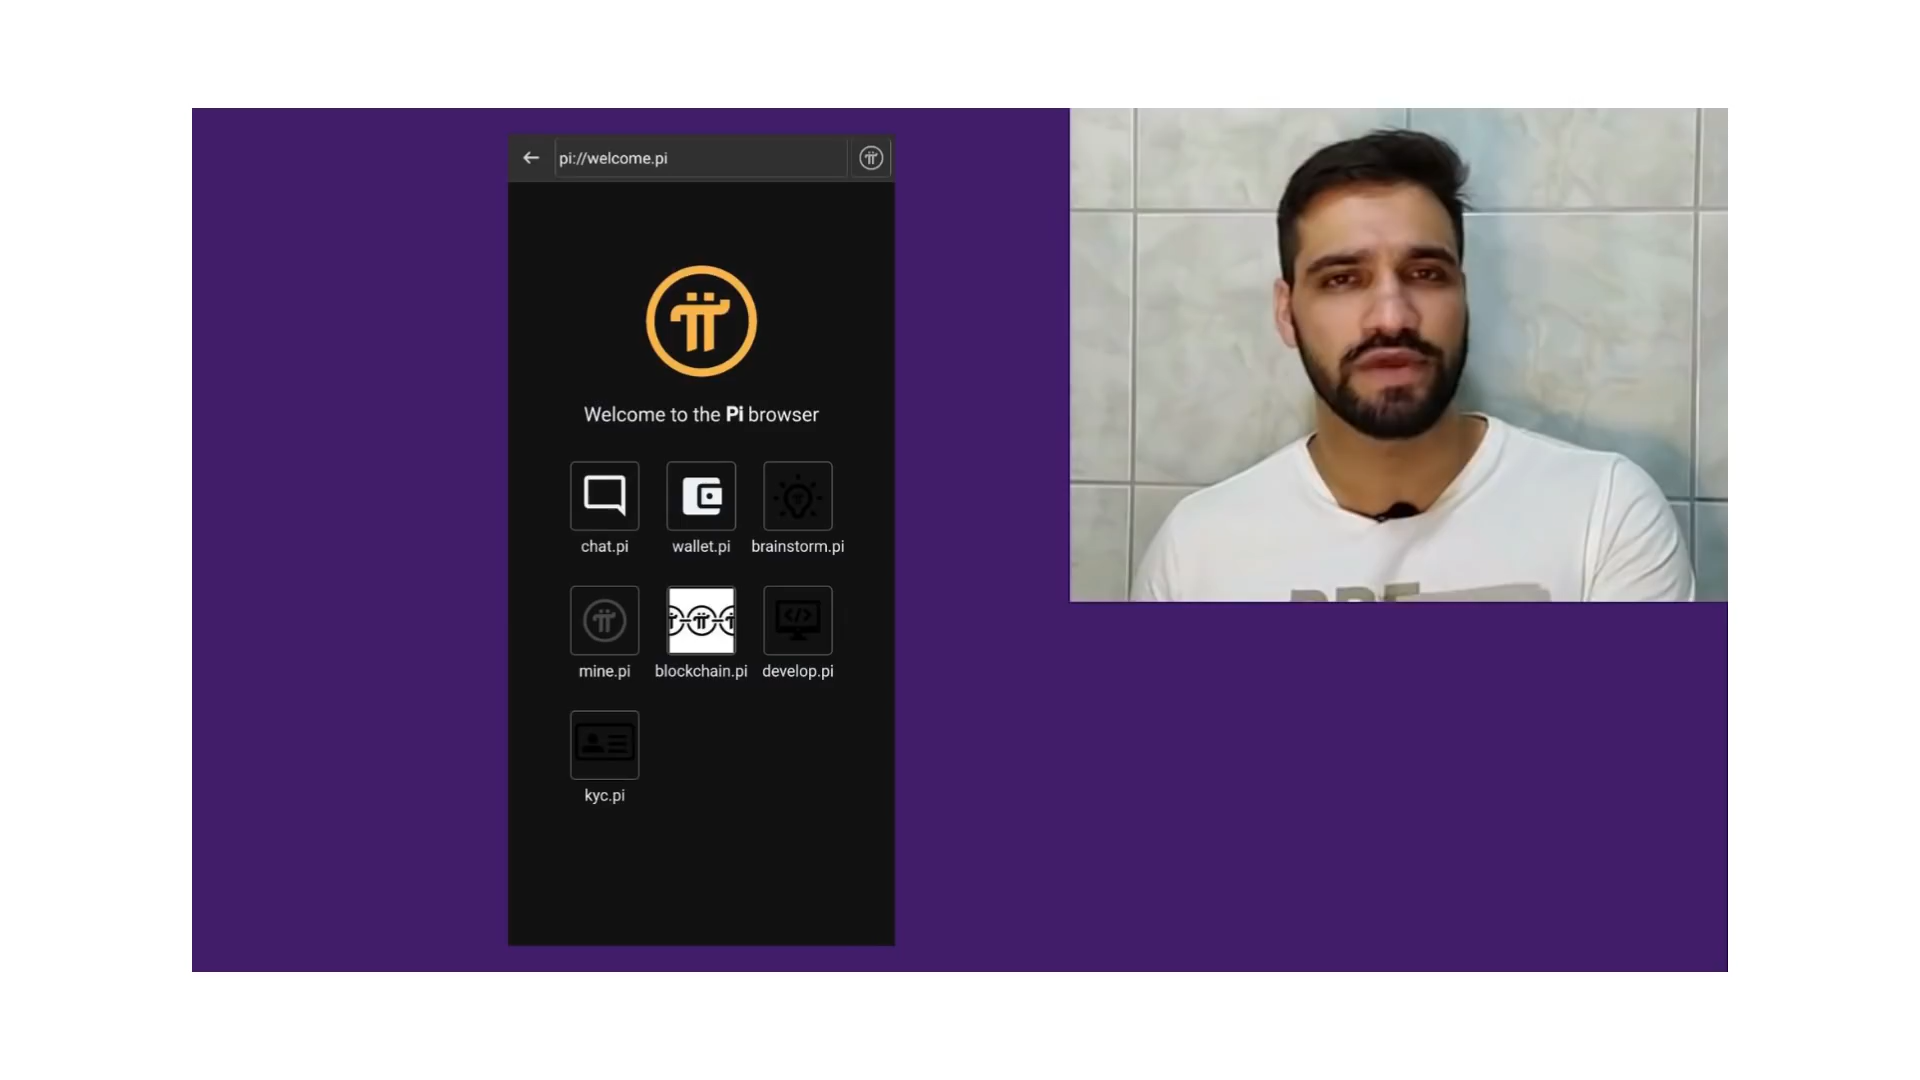 pi://welcome.pi
Welcome to the Pi browser
chat.pi
wallet.pi
brainstorm.pi
mine.pi
blockchain.pi
develop.pi
kyc.pi